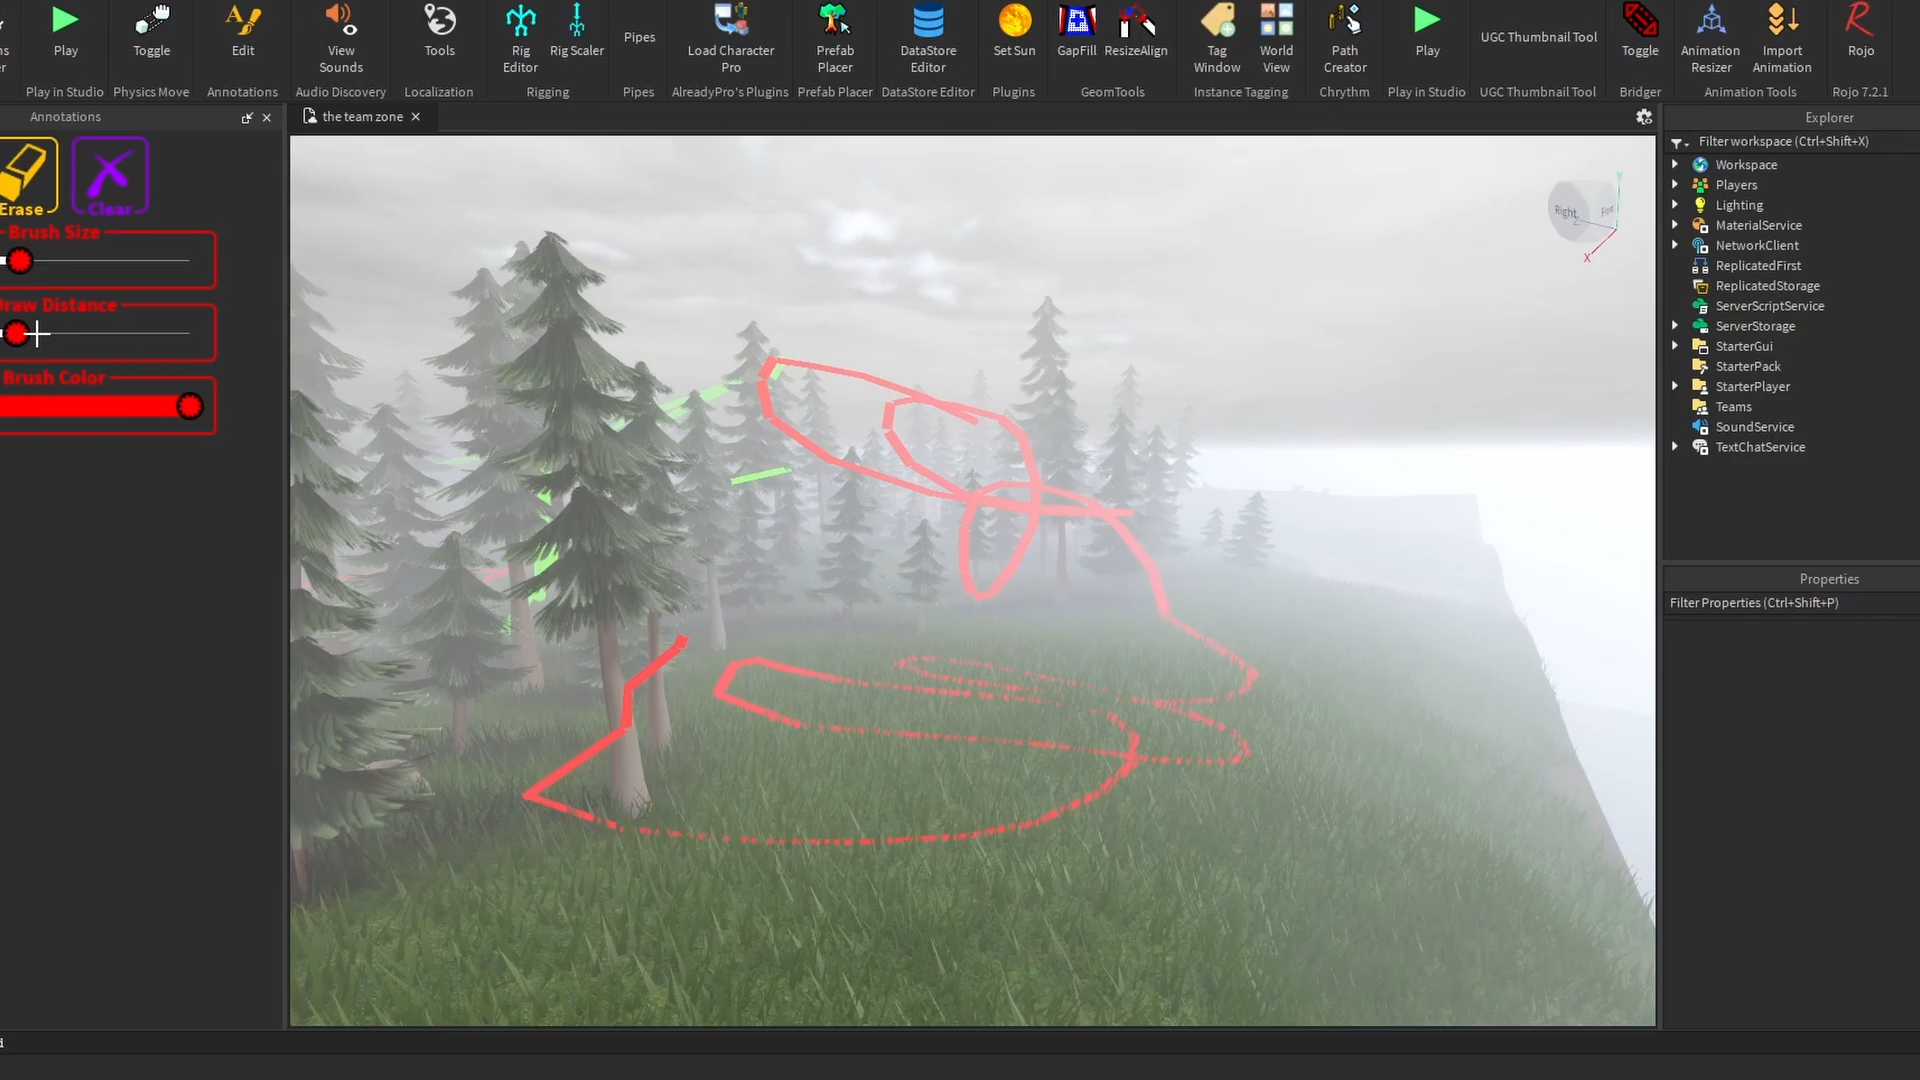 Play
Toggle
Edit
View
Sounds
Tools
Rig
Editor
Rig Scaler
Pipes
Load Character
Pro
Prefab
Placer
DataStore
Editor
Set Sun
GapFill
ResizeAlign
Tag
Window
World
View
Path
Creator
Play
UGC Thumbnail Tool
Toggle
Animation
Resizer
Import
Animation
Rojo
Play in Studio
Physics Move
Annotations
Audio Discovery
Localization
Rigging
Pipes
AlreadyPro's Plugins
Prefab Placer
DataStore Editor
Plugins
GeomTools
Instance Tagging
Chrythm
Play in Studio
UGC Thumbnail Tool
Bridger
Animation Tools
Rojo 7.2.1
Annotations
the team zone
Erase
Clear
Brush Size
Draw Distance
Brush Color
Right
Z
Y
X
Explorer
Filter workspace (Ctrl+Shift+X)
Workspace
Players
Lighting
MaterialService
NetworkClient
ReplicatedFirst
ReplicatedStorage
ServerScriptService
ServerStorage
StarterGui
StarterPack
StarterPlayer
Teams
SoundService
TextChatService
Properties
Filter Properties (Ctrl+Shift+P)